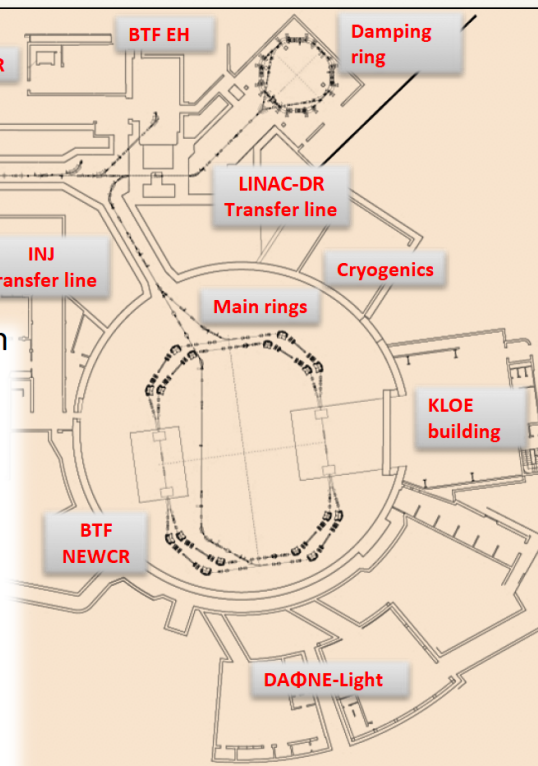 BTF EH
Damping
ring
R
LINAC-DR
Transfer line
INJ
ransfer line
Cryogenics
Main rings
n
KLOE
building
BTF
NEWCR
DAΦNE-Light